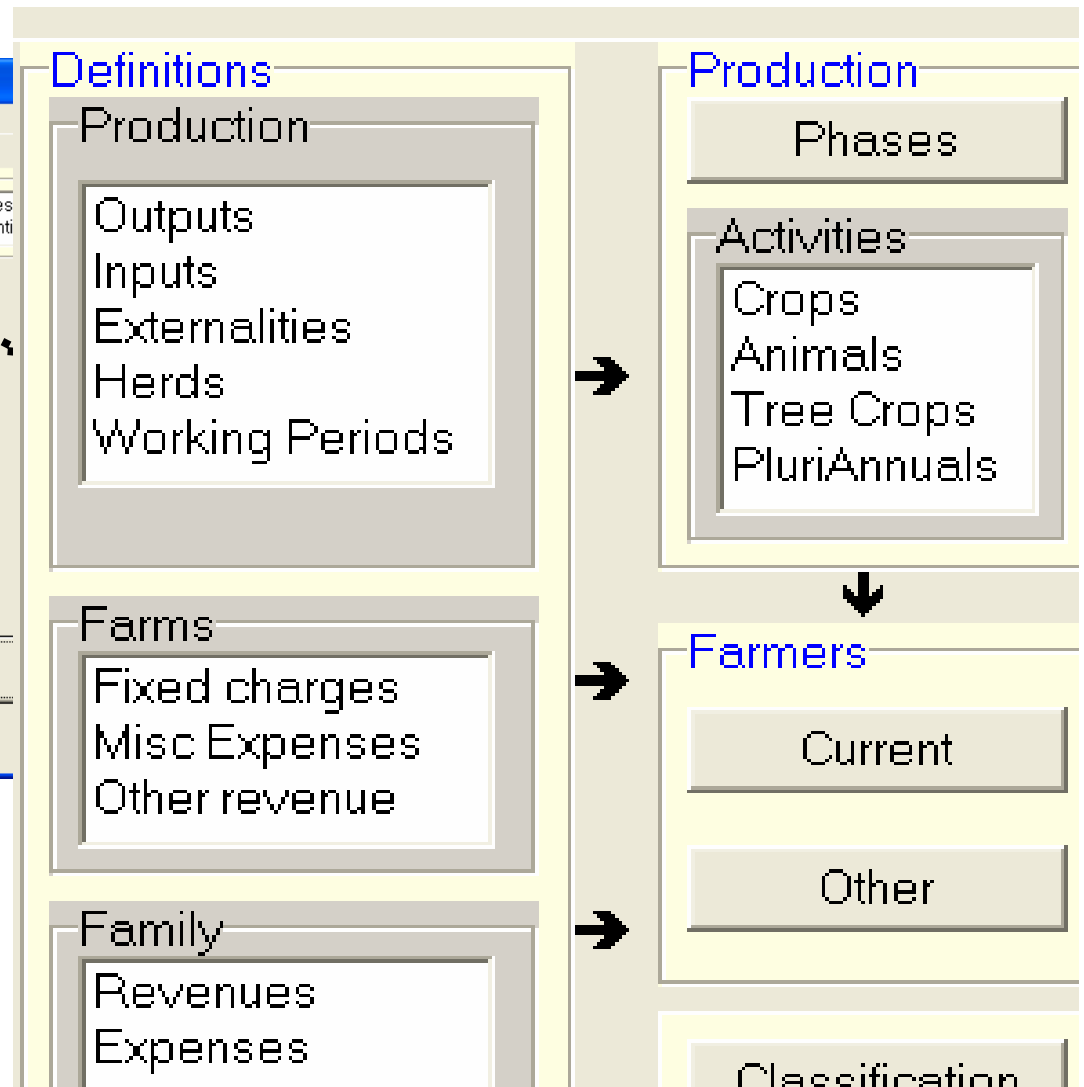 Definitions
Production
Outputs
Inputs
Externalities
Herds
Working Periods
Farms
Fixed charges
Misc Expenses
Other revenue
Family
Revenues
Expenses
Production
Phases
Activities
Crops
Animals
Tree Crops
PluriAnnuals
Farmers
Current
Other
Classification